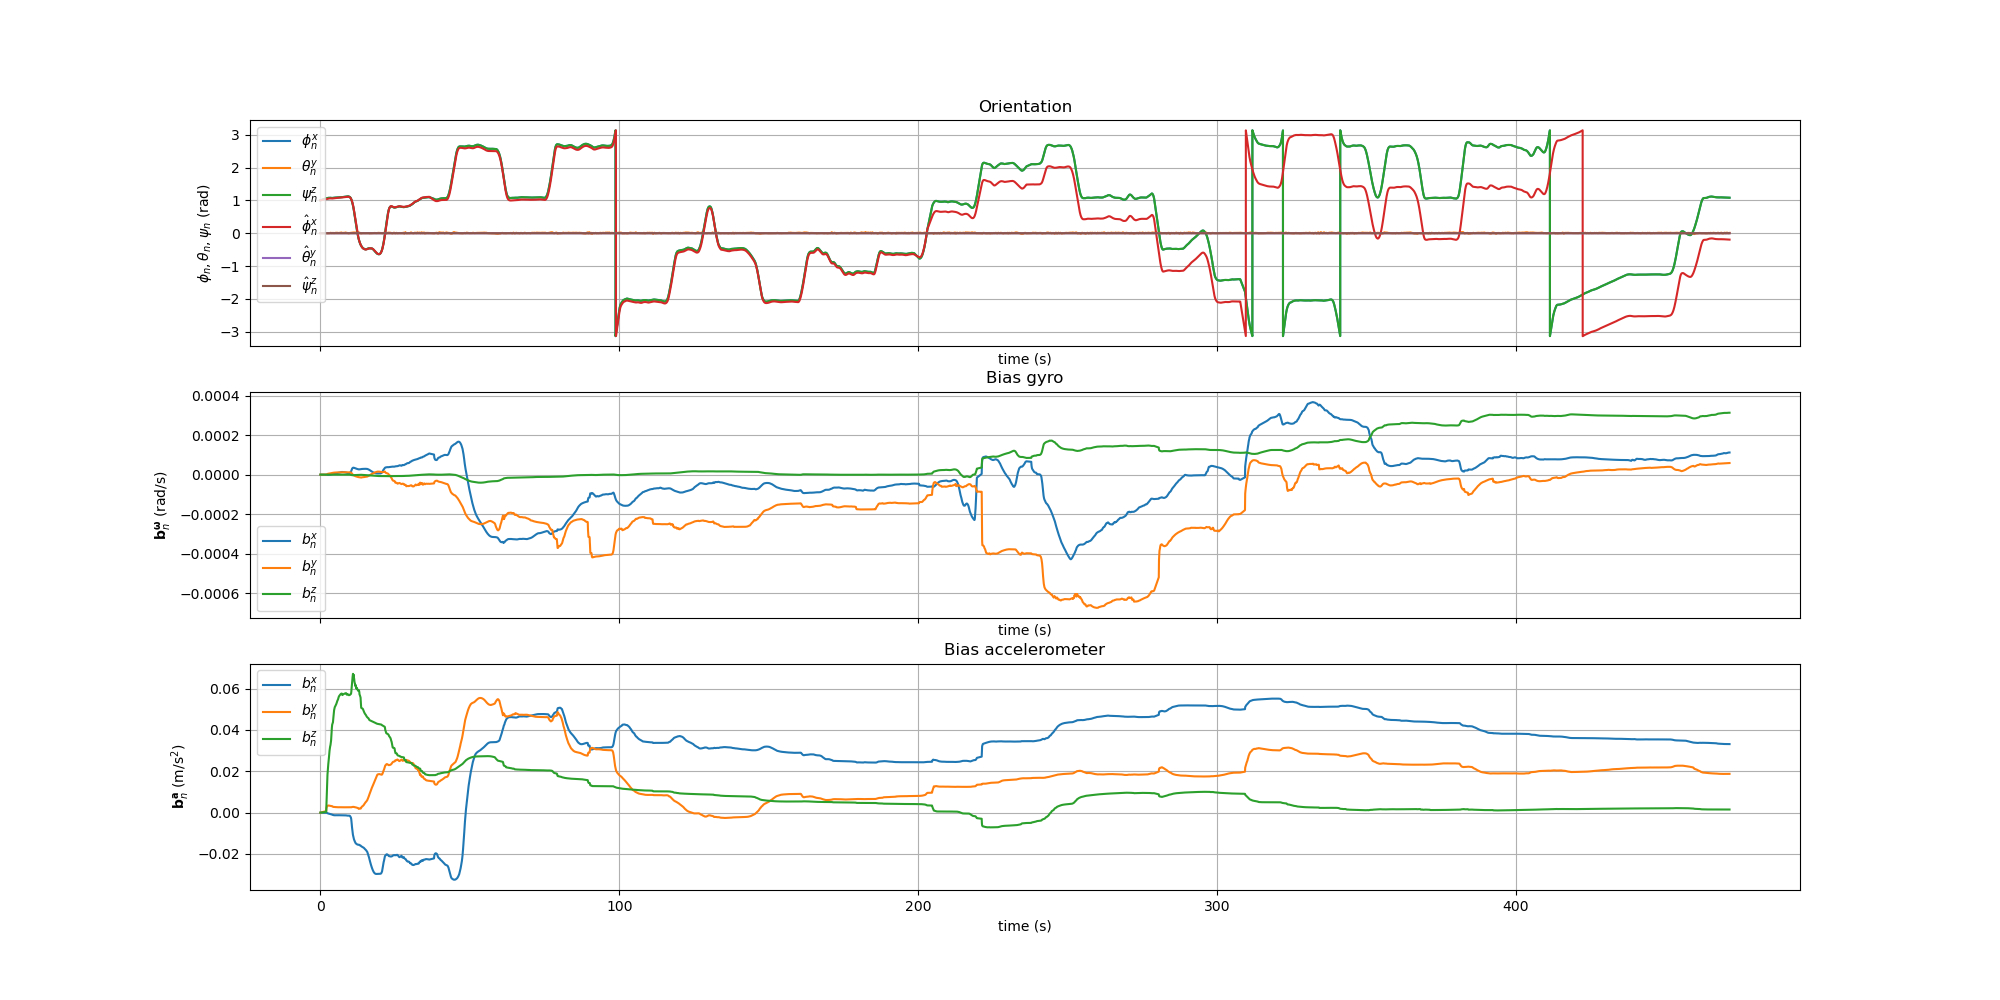 Orientation
ϕₙˣ
θₙʸ
ψₙᶻ
ϕ̂ₙˣ
θ̂ₙʸ
ψ̂ₙᶻ
ϕₙ, θₙ, ψₙ (rad)
3
2
1
0
−1
−2
−3
time (s)
Bias gyro
0.0004
0.0002
0.0000
−0.0002
−0.0004
−0.0006
bₙ^ω (rad/s)
bₙˣ
bₙʸ
bₙᶻ
time (s)
Bias accelerometer
bₙˣ
bₙʸ
bₙᶻ
0.06
0.04
0.02
0.00
−0.02
bₙᵃ (m/s²)
0 100 200 300 400
time (s)